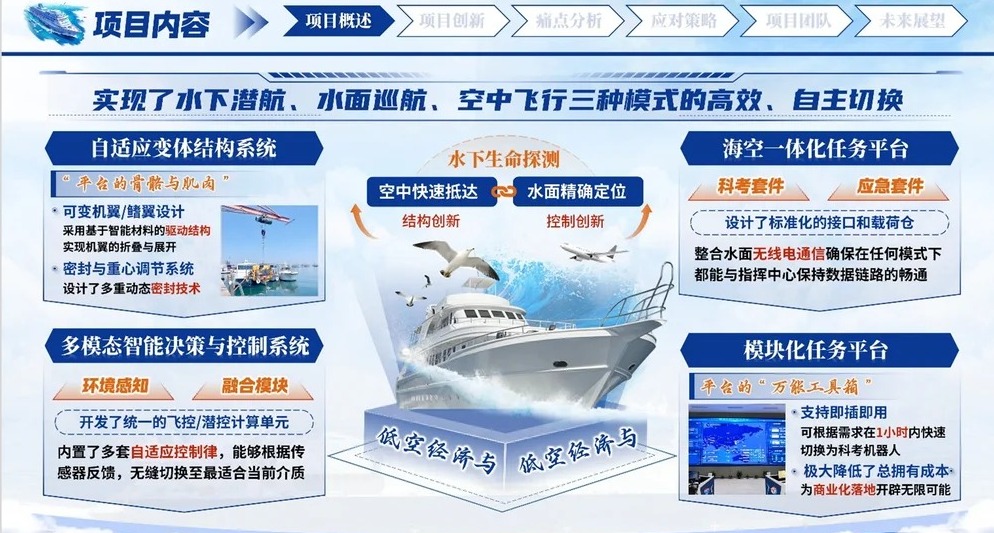 项目内容
项目概述
项目创新
痛点分析
应对策略
项目团队
未来展望
实现了水下潜航、水面巡航、空中飞行三种模式的高效、自主切换
自适应变体结构系统
“平台的骨骼与肌肉”
可变机翼/鳍翼设计
采用基于智能材料的驱动结构
实现机翼的折叠与展开
密封与重心调节系统
设计了多重动态密封技术
多模态智能决策与控制系统
环境感知
融合模块
开发了统一的飞控/潜控计算单元
内置了多套自适应控制律，能够根据传
感器反馈，无缝切换至最适合当前介质
水下生命探测
空中快速抵达
水面精确定位
结构创新
控制创新
低空经济与
低空经济与
海空一体化任务平台
科考套件
应急套件
设计了标准化的接口和载荷仓
整合水面无线电通信确保在任何模式下
都能与指挥中心保持数据链路的畅通
模块化任务平台
平台的“万能工具箱”
支持即插即用
可根据需求在1小时内快速
切换为科考机器人
极大降低了总拥有成本
为商业化落地开辟无限可能